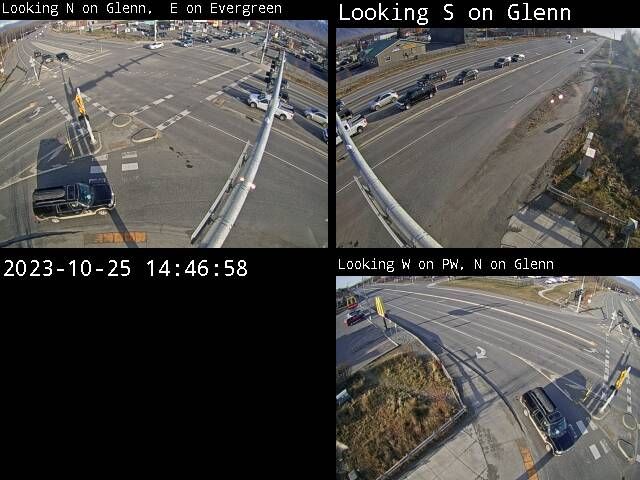 Looking N on Glenn, E on Evergreen
Looking S on Glenn
2023-10-25 14:46:58
Looking W on PW, N on Glenn